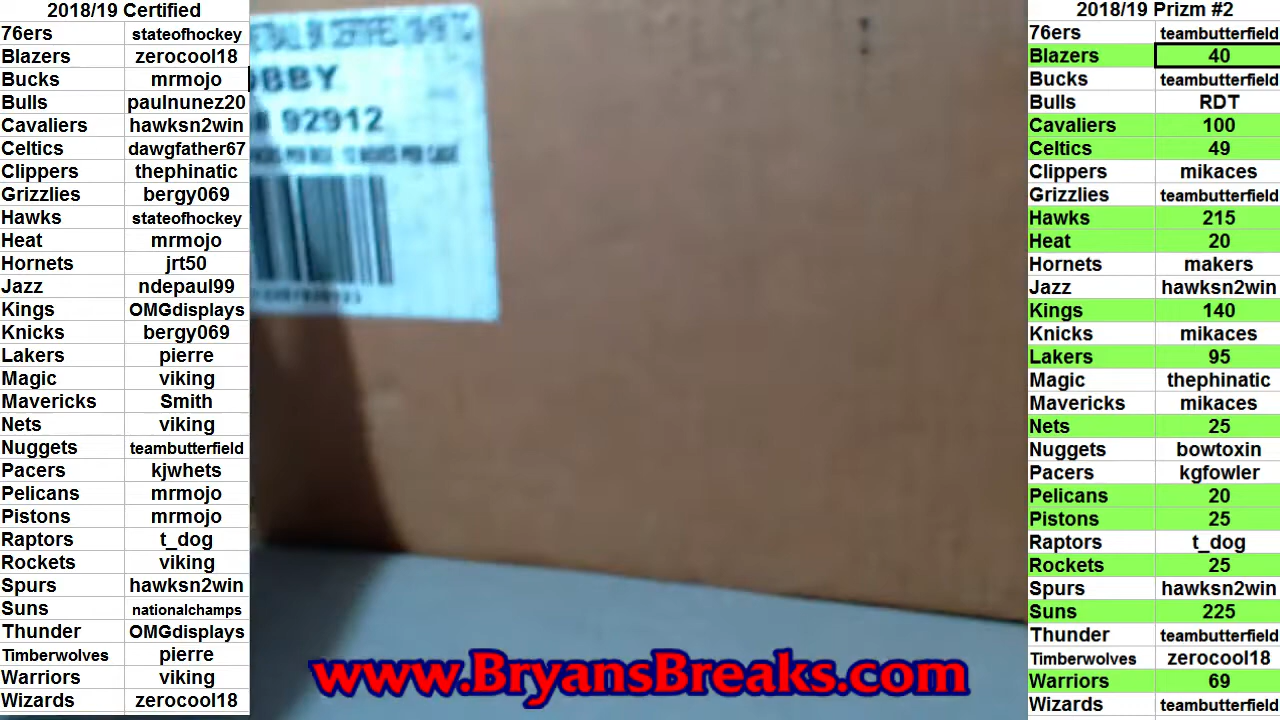 2018/19 Certified
76ers stateofhockey
Blazers zerocool18
Bucks mrmojo
Bulls paulnunez20
Cavaliers hawksn2win
Celtics dawgfather67
Clippers thephinatic
Grizzlies bergy069
Hawks stateofhockey
Heat mrmojo
Hornets jrt50
Jazz ndepaul99
Kings OMGdisplays
Knicks bergy069
Lakers pierre
Magic viking
Mavericks Smith
Nets viking
Nuggets teambutterfield
Pacers kjwhets
Pelicans mrmojo
Pistons mrmojo
Raptors t_dog
Rockets viking
Spurs hawksn2win
Suns nationalchamps
Thunder OMGdisplays
Timberwolves pierre
Warriors viking
Wizards zerocool18
BBY
92912
www.BryansBreaks.com
2018/19 Prizm #2
76ers teambutterfield
Blazers 40
Bucks teambutterfield
Bulls RDT
Cavaliers 100
Celtics 49
Clippers mikaces
Grizzlies teambutterfield
Hawks 215
Heat 20
Hornets makers
Jazz hawksn2win
Kings 140
Knicks mikaces
Lakers 95
Magic thephinatic
Mavericks mikaces
Nets 25
Nuggets bowtoxin
Pacers kgfowler
Pelicans 20
Pistons 25
Raptors t_dog
Rockets 25
Spurs hawksn2win
Suns 225
Thunder teambutterfield
Timberwolves zerocool18
Warriors 69
Wizards teambutterfield